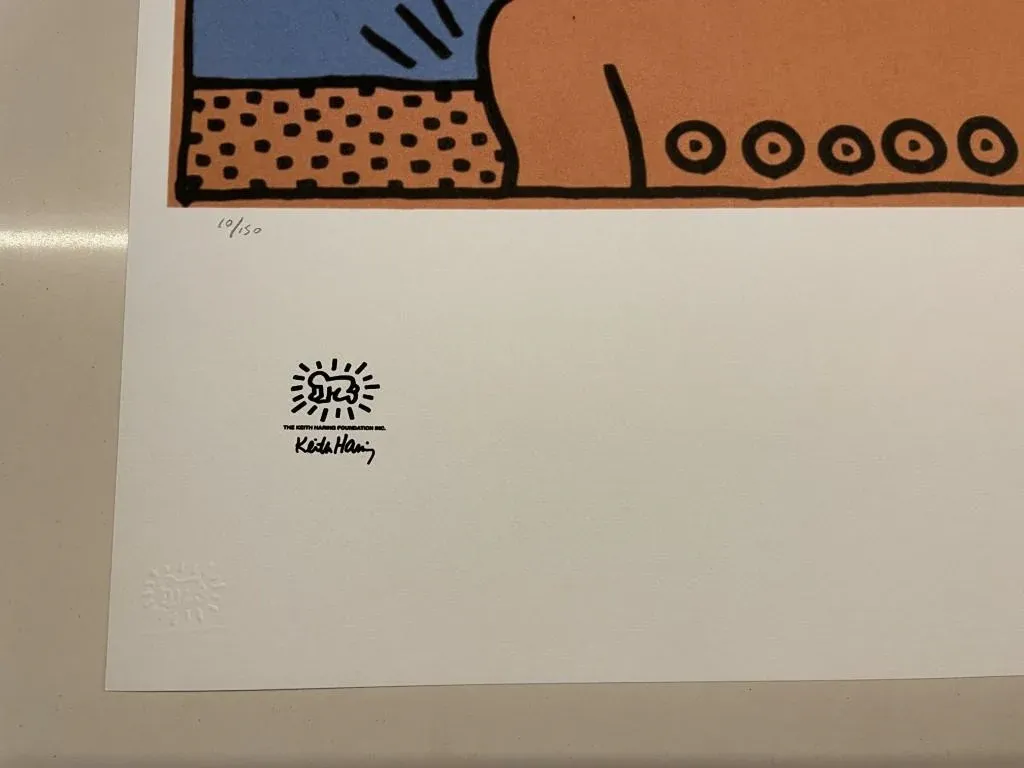 10/150
THE KEITH HARING FOUNDATION INC.
Keith Haring